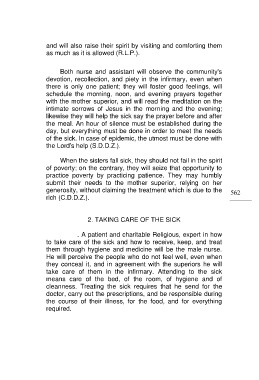 and will also raise their spirit by visiting and comforting them
as much as it is allowed (R.L.P.).
Both nurse and assistant will observe the community's
devotion, recollection, and piety in the infirmary, even when
there is only one patient; they will foster good feelings, will
schedule the morning, noon, and evening prayers together
with the mother superior, and will read the meditation on the
intimate sorrows of Jesus in the morning and the evening;
likewise they will help the sick say the prayer before and after
the meal. An hour of silence must be established during the
day, but everything must be done in order to meet the needs
of the sick. In case of epidemic, the utmost must be done with
the Lord's help (S.D.D.Z.).
When the sisters fall sick, they should not fail in the spirit
of poverty; on the contrary, they will seize that opportunity to
practice poverty by practicing patience. They may humbly
submit their needs to the mother superior, relying on her
generosity, without claiming the treatment which is due to the
rich (C.D.D.Z.).
562
2. TAKING CARE OF THE SICK
. A patient and charitable Religious, expert in how
to take care of the sick and how to receive, keep, and treat
them through hygiene and medicine will be the male nurse.
He will perceive the people who do not feel well, even when
they conceal it, and in agreement with the superiors he will
take care of them in the infirmary. Attending to the sick
means care of the bed, of the room, of hygiene and of
cleanness. Treating the sick requires that he send for the
doctor, carry out the prescriptions, and be responsible during
the course of their illness, for the food, and for everything
required.